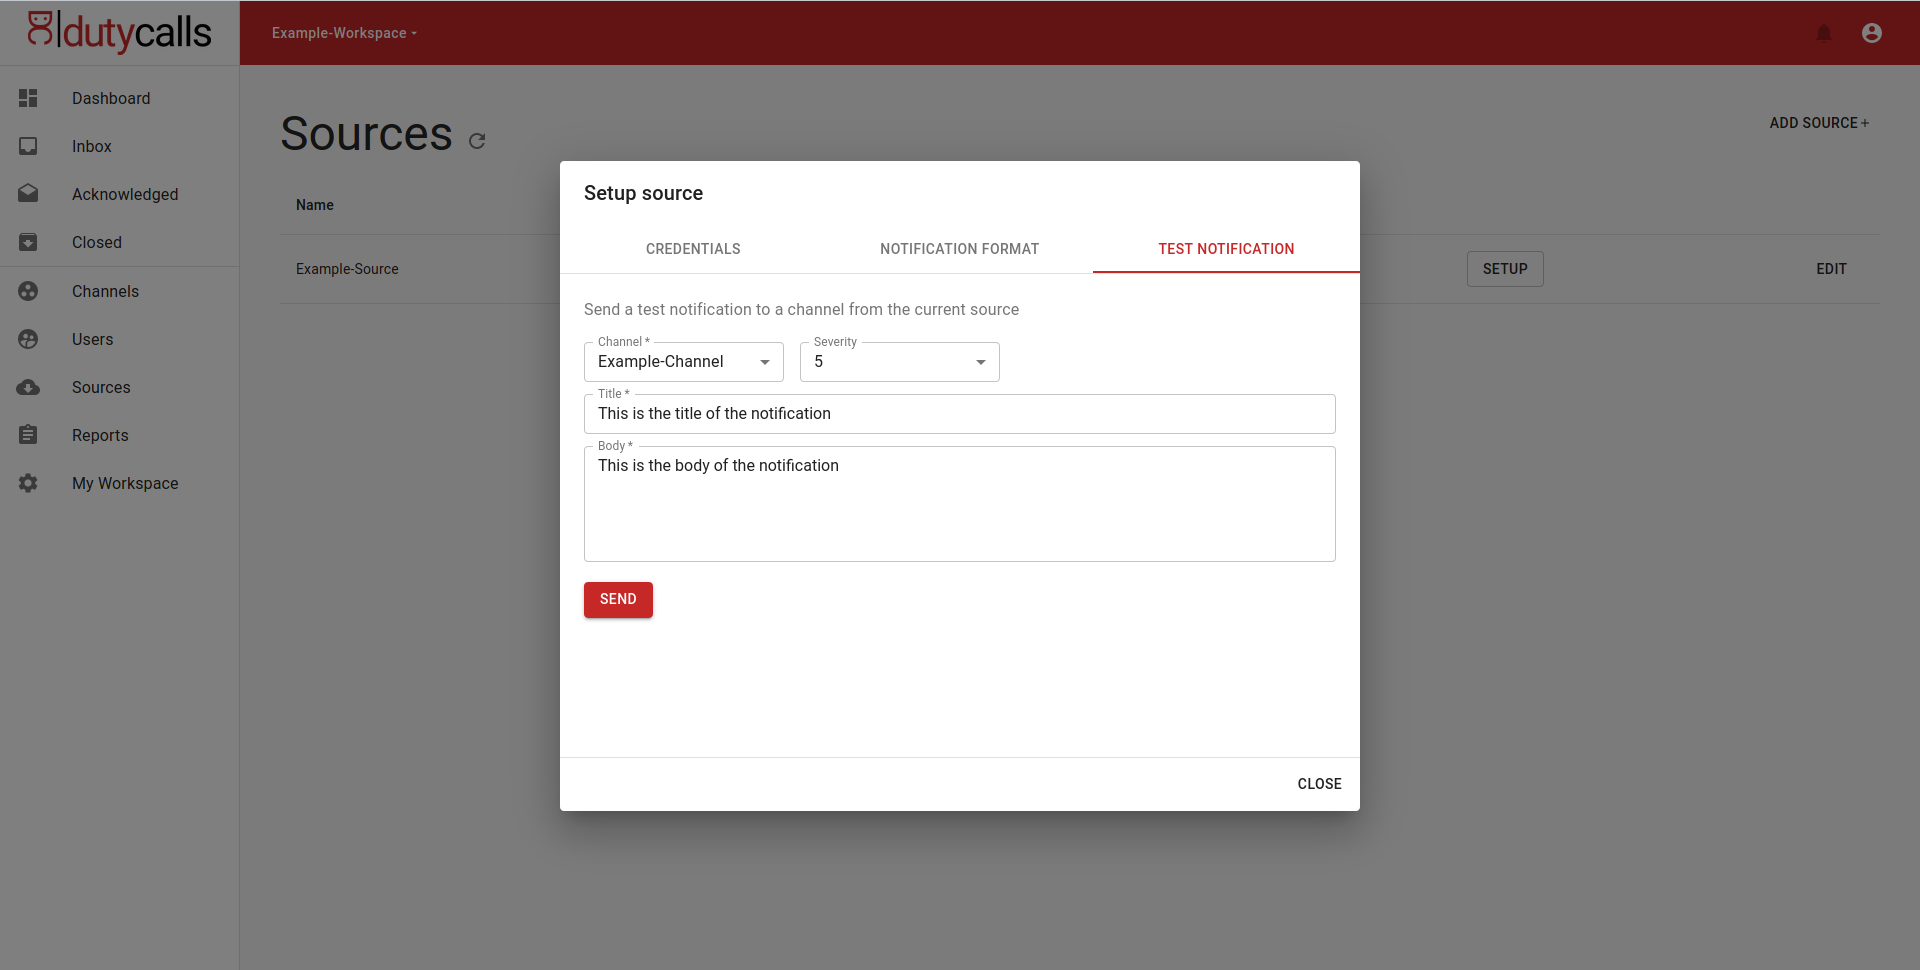 dutycalls
Example-Workspace
Dashboard
Inbox
Acknowledged
Closed
Channels
Users
Sources
Reports
My Workspace
Sources
ADD SOURCE +
Name
Example-Source
SETUP
EDIT
Setup source
CREDENTIALS
NOTIFICATION FORMAT
TEST NOTIFICATION
Send a test notification to a channel from the current source
Channel *
Example-Channel
Severity
5
Title *
This is the title of the notification
Body *
This is the body of the notification
SEND
CLOSE